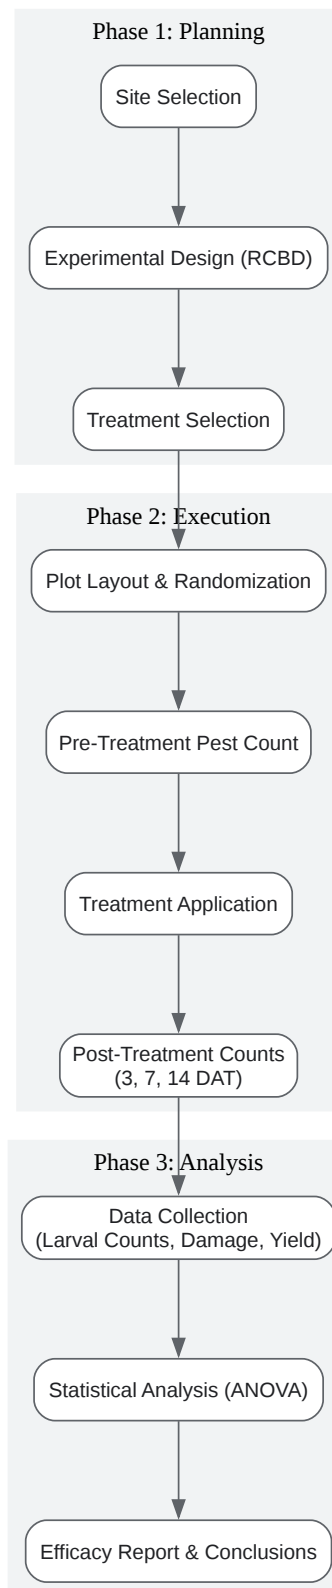 Phase 1: Planning
Site Selection
Experimental Design (RCBD)
Treatment Selection
Phase 2: Execution
Plot Layout & Randomization
Pre-Treatment Pest Count
Treatment Application
Post-Treatment Counts
(3, 7, 14 DAT)
Phase 3: Analysis
Data Collection
(Larval Counts, Damage, Yield)
Statistical Analysis (ANOVA)
Efficacy Report & Conclusions